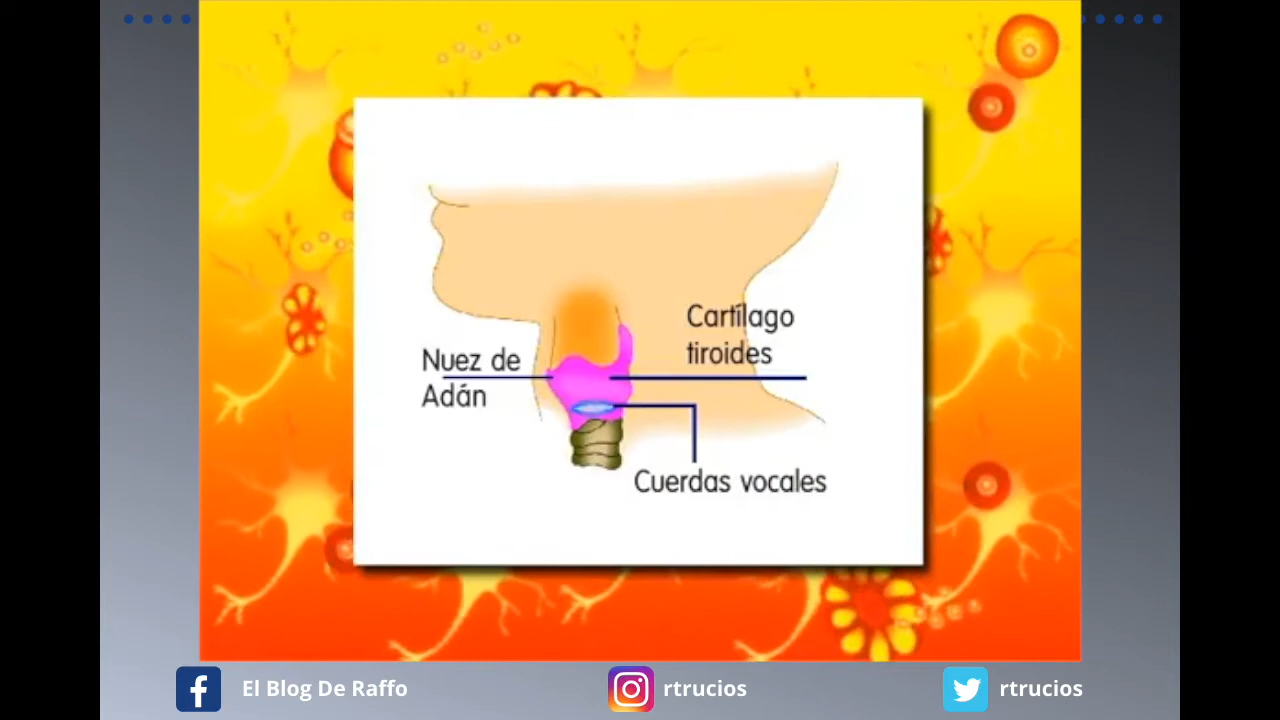 Cartílago
tiroides
Nuez de
Adán
Cuerdas vocales
El Blog De Raffo
rtrucios
rtrucios